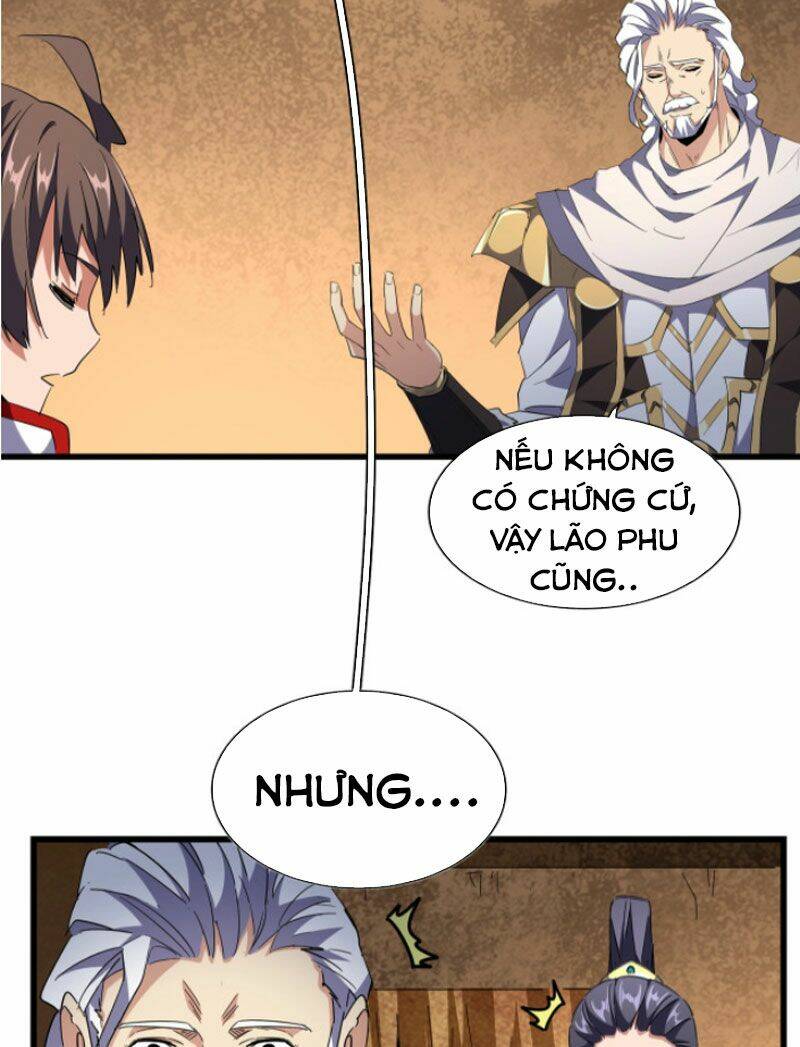 NẾU KHÔNG
CÓ CHỨNG CỨ,
VẬY LÃO PHU
CŨNG..
NHƯNG....